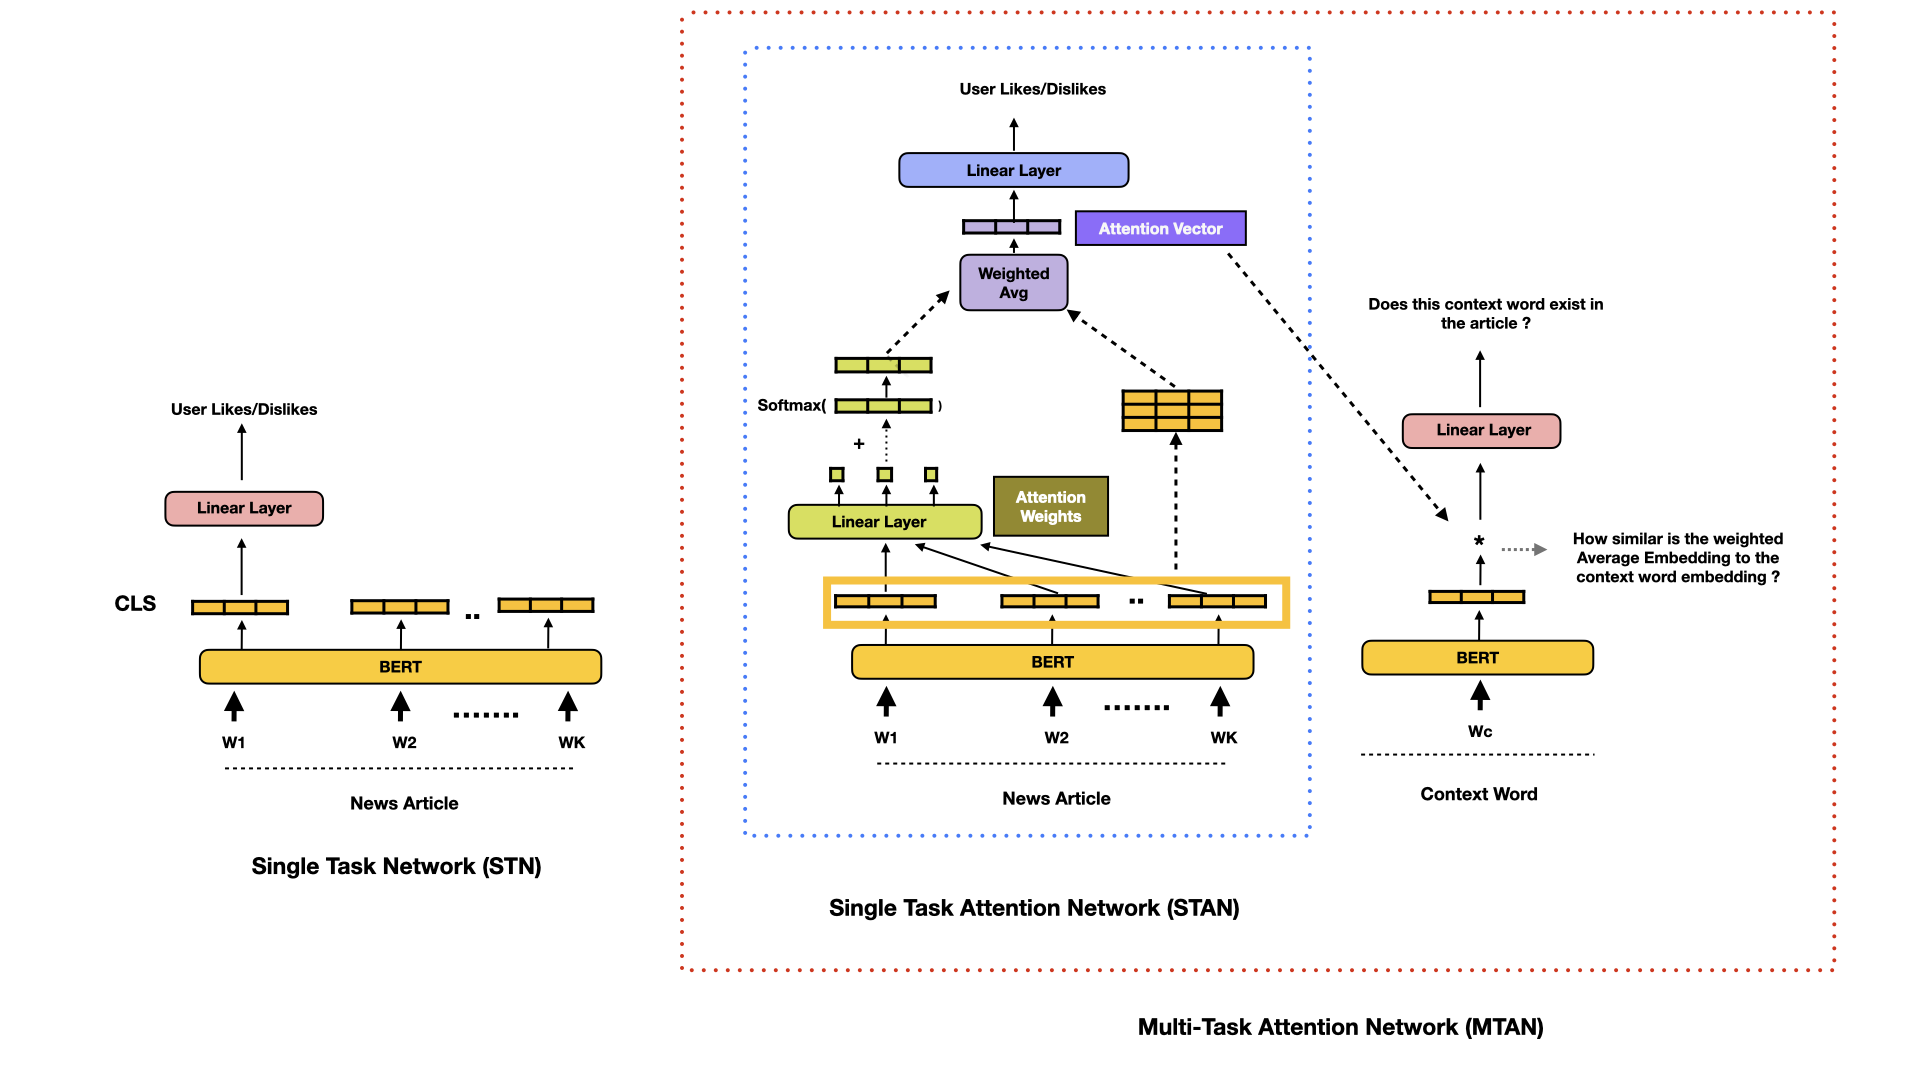 User Likes/Dislikes
Linear Layer
CLS
BERT
W1 W2 WK
News Article
Single Task Network (STN)
User Likes/Dislikes
Linear Layer
Attention Vector
Weighted
Avg
Softmax( )
+
Linear Layer
Attention
Weights
BERT
W1 W2 WK
News Article
Single Task Attention Network (STAN)
Does this context word exist in
the article ?
Linear Layer
*
How similar is the weighted
Average Embedding to the
context word embedding ?
BERT
Wc
Context Word
Multi-Task Attention Network (MTAN)